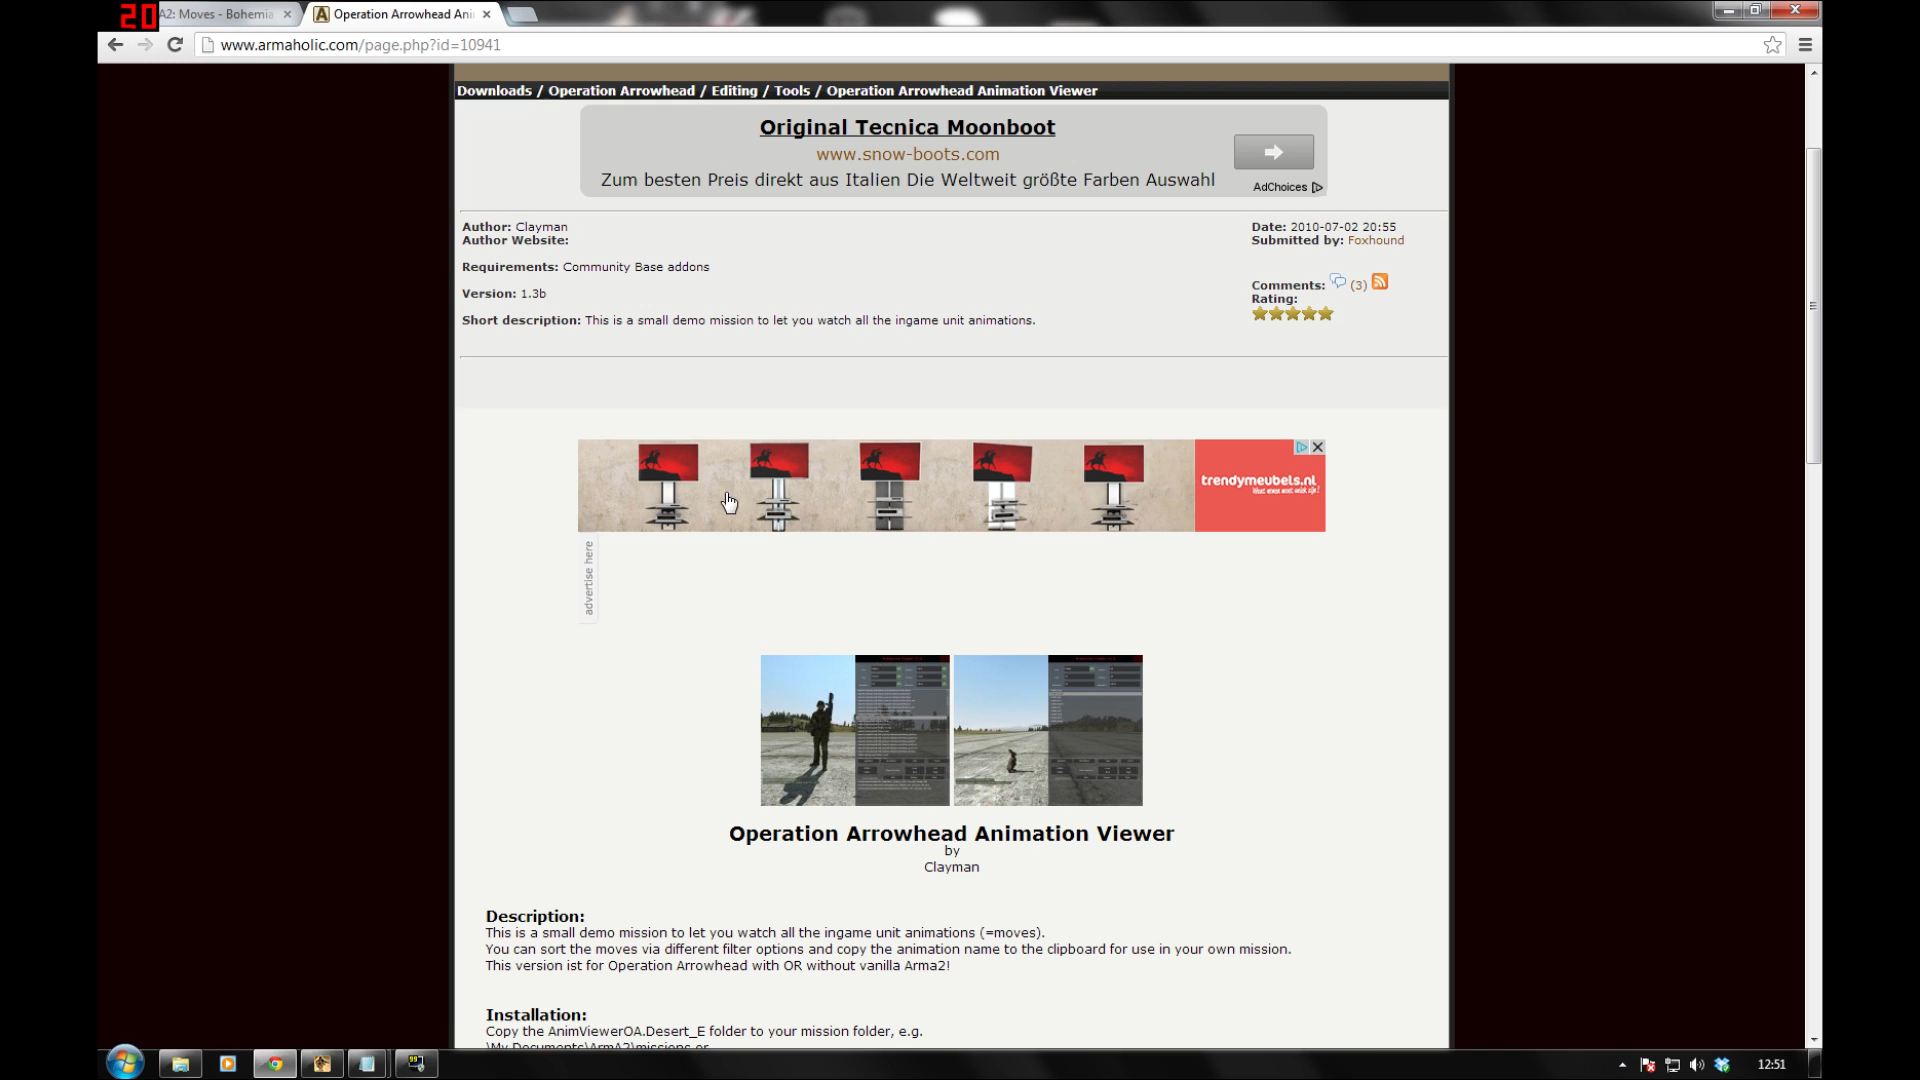 20
A2: Moves - Bohemia
Operation Arrowhead Ani
www.armaholic.com/page.php?id=10941
Downloads / Operation Arrowhead / Editing / Tools / Operation Arrowhead Animation Viewer
Original Tecnica Moonboot
www.snow-boots.com
Zum besten Preis direkt aus Italien Die Weltweit größte Farben Auswahl
AdChoices
Author: Clayman
Author Website:
Requirements: Community Base addons
Version: 1.3b
Short description: This is a small demo mission to let you watch all the ingame unit animations.
Date: 2010-07-02 20:55
Submitted by: Foxhound
Comments: (3)
Rating:
trendymeubels.nl
advertise here
Operation Arrowhead Animation Viewer
by
Clayman
Description:
This is a small demo mission to let you watch all the ingame unit animations (=moves).
You can sort the moves via different filter options and copy the animation name to the clipboard for use in your own mission.
This version ist for Operation Arrowhead with OR without vanilla Arma2!
Installation:
Copy the AnimViewerOA.Desert_E folder to your mission folder, e.g.
\My Documents\ArmA2\missions or
99
12:51